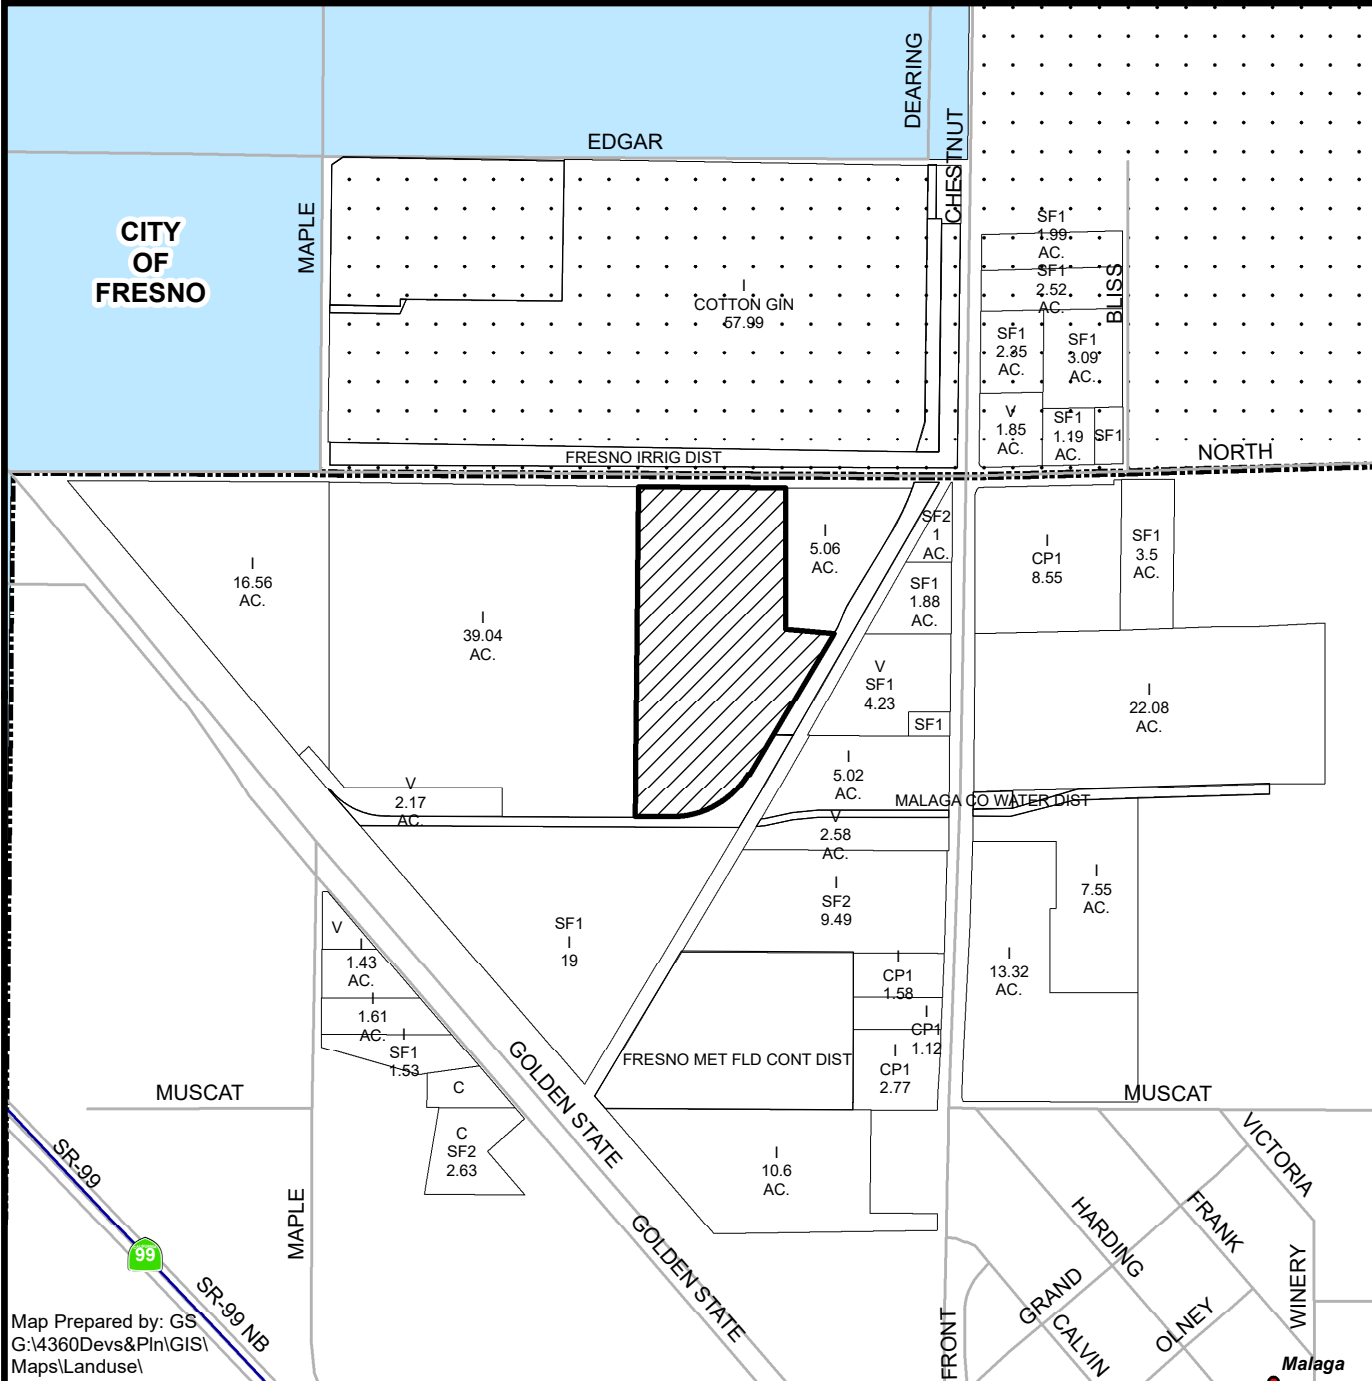 DEARING
CHESTNUT
EDGAR
CITY
OF
FRESNO
MAPLE
I
COTTON GIN
57.99
SF1
1.99
AC.
SF1
2.52
AC.
BLISS
SF1
2.35
AC.
SF1
3.09
AC.
V
1.85
AC.
SF1
1.19
AC.
SF1
FRESNO IRRIG DIST
NORTH
I
16.56
AC.
I
39.04
AC.
I
5.06
AC.
SF2
1
AC.
SF1
1.88
AC.
I
CP1
8.55
SF1
3.5
AC.
V
SF1
4.23
SF1
I
22.08
AC.
V
2.17
AC.
I
5.02
AC.
MALAGA CO WATER DIST
V
2.58
AC.
I
SF2
9.49
I
7.55
AC.
SF1
I
19
V
I
1.43
AC.
I
1.61
AC.
I
SF1
1.53
I
CP1
1.58
I
CP1
1.12
I
CP1
2.77
I
13.32
AC.
FRESNO MET FLD CONT DIST
C
C
SF2
2.63
GOLDEN STATE
MUSCAT
MUSCAT
I
10.6
AC.
SR-99
99
SR-99 NB
MAPLE
GOLDEN STATE
VICTORIA
FRANK
HARDING
GRAND
CALVIN
OLNEY
WINERY
FRONT
Malaga
Map Prepared by: GS
G:\4360Devs&Pln\GIS\
Maps\Landuse\